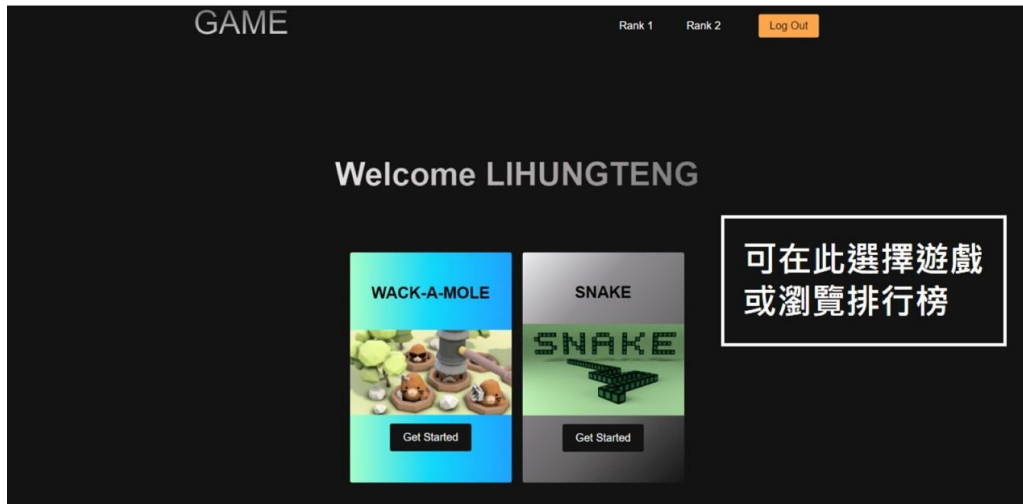 GAME
Rank 1
Rank 2
Log Out
Welcome LIHUNGTENG
可在此選擇遊戲
或瀏覽排行榜
WACK-A-MOLE
Get Started
SNAKE
SNAKE
Get Started